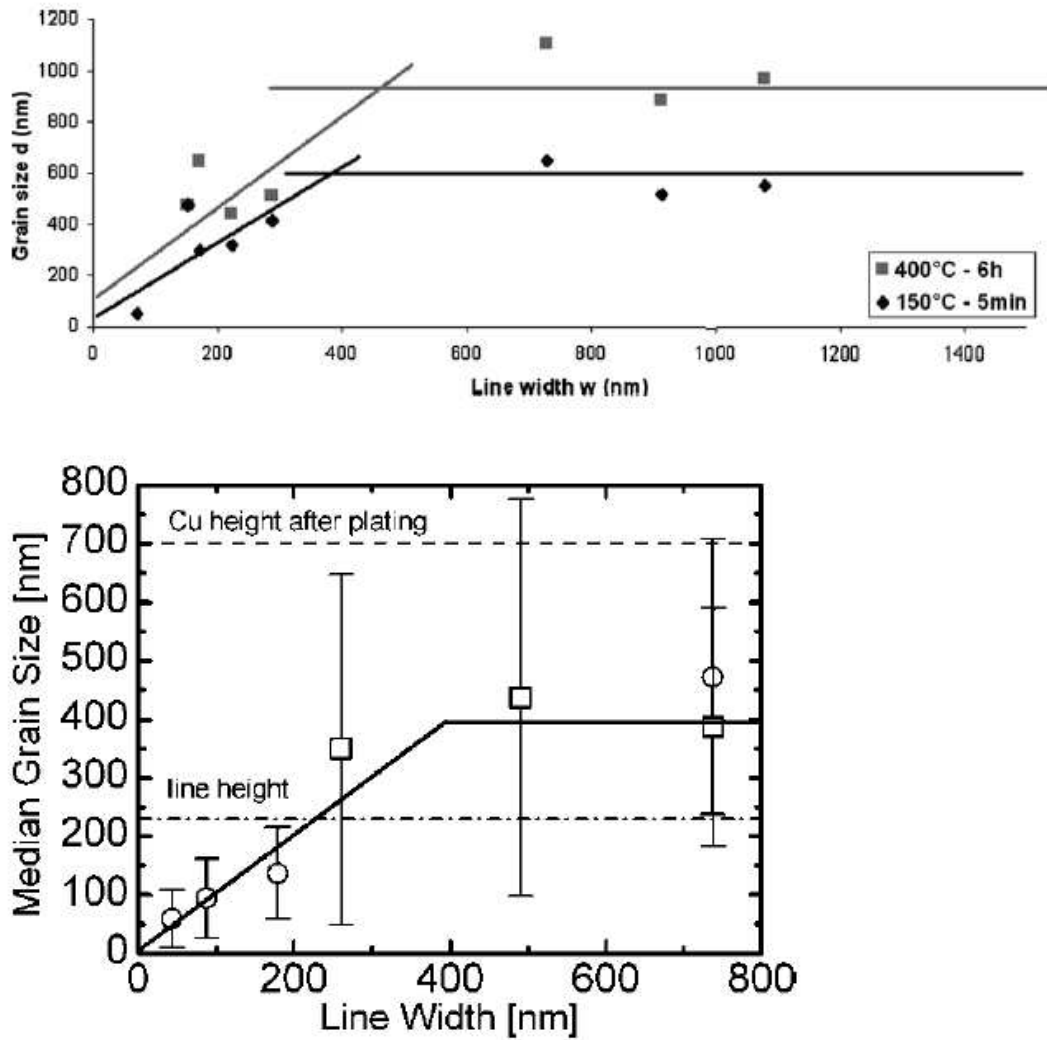 1200
1000
800
600
400
200
0
Grain size d (nm)
0 200 400 600 800 1000 1200 1400
Line width w (nm)
400°C - 6h
150°C - 5min
800
700
600
500
400
300
200
100
0
Median Grain Size [nm]
Cu height after plating
line height
0 200 400 600 800
Line Width [nm]